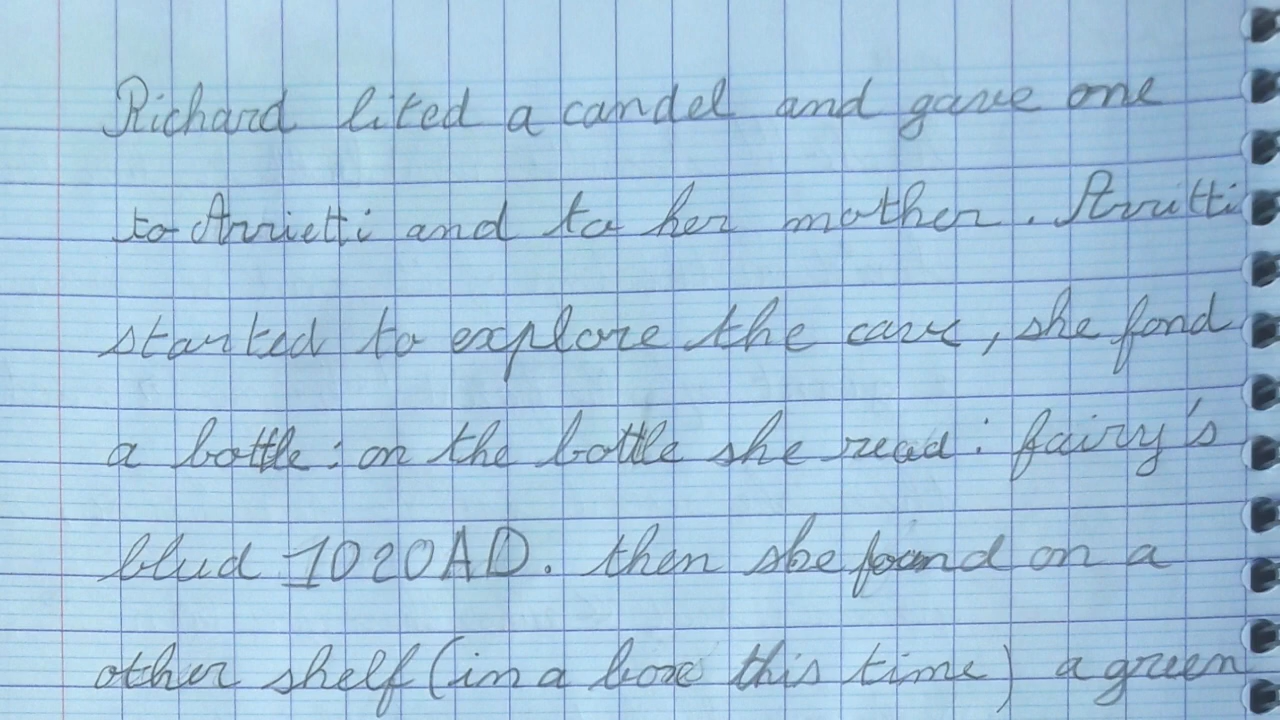 Richard lited a candel and gave one
to Arrietti and to her mother. Arrietti
started to explore the cave, she fond
a bottle: on the bottle she read: fairy's
blud 1020AD. then she found on a
other shelf (in a boxe this time) a green